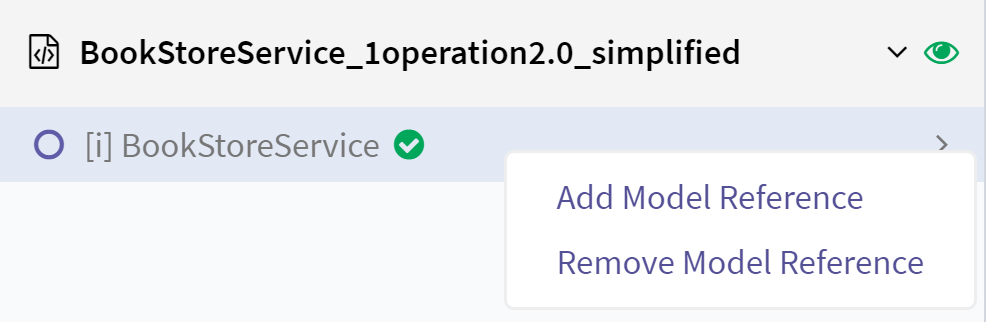 BookStoreService_1operation2.0_simplified
[i] BookStoreService
Add Model Reference
Remove Model Reference